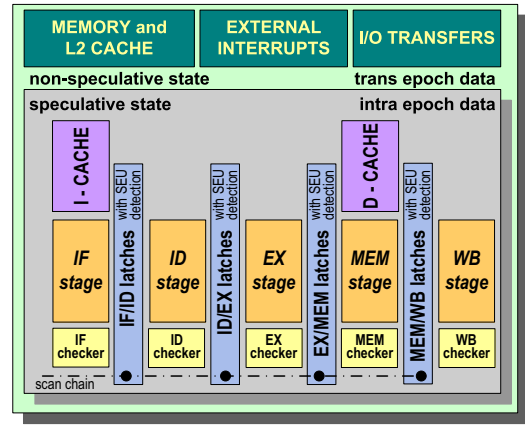 MEMORY and
L2 CACHE
EXTERNAL
INTERRUPTS
I/O TRANSFERS
non-speculative state
trans epoch data
speculative state
intra epoch data
I - CACHE
D - CACHE
IF/ID latches
with SEU
detection
ID/EX latches
with SEU
detection
EX/MEM latches
with SEU
detection
MEM/WB latches
with SEU
detection
IF
stage
ID
stage
EX
stage
MEM
stage
WB
stage
IF
checker
ID
checker
EX
checker
MEM
checker
WB
checker
scan chain